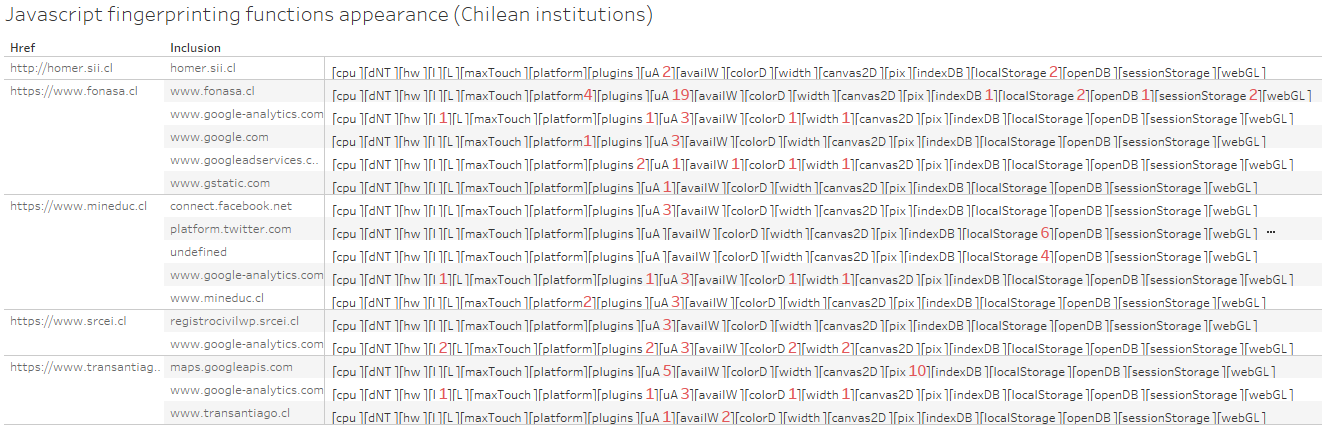 Javascript fingerprinting functions appearance (Chilean institutions)
Href Inclusion
http://homer.sii.cl homer.sii.cl [cpu ][dNT ][hw ][l ][L ][maxTouch ][platform ][plugins ][uA 2][availW ][colorD ][width ][canvas2D ][pix ][indexDB ][localStorage 2][openDB ][sessionStorage ][webGL]
https://www.fonasa.cl www.fonasa.cl [cpu ][dNT ][hw ][l ][L ][maxTouch ][platform4][plugins ][uA 19][availW ][colorD ][width ][canvas2D ][pix ][indexDB 1][localStorage 2][openDB 1][sessionStorage 2][webGL]
www.google-analytics.com [cpu ][dNT ][hw ][l 1][L ][maxTouch ][platform ][plugins 1][uA 3][availW ][colorD 1][width 1][canvas2D ][pix ][indexDB ][localStorage ][openDB ][sessionStorage ][webGL]
www.google.com [cpu ][dNT ][hw ][l ][L ][maxTouch ][platform1][plugins ][uA 3][availW ][colorD ][width ][canvas2D ][pix ][indexDB ][localStorage ][openDB ][sessionStorage ][webGL]
www.googleadservices.c.. [cpu ][dNT ][hw ][l ][L ][maxTouch ][platform ][plugins 2][uA 1][availW 1][colorD 1][width 1][canvas2D ][pix ][indexDB ][localStorage ][openDB ][sessionStorage ][webGL]
www.gstatic.com [cpu ][dNT ][hw ][l ][L ][maxTouch ][platform ][plugins ][uA 1][availW ][colorD ][width ][canvas2D ][pix ][indexDB ][localStorage ][openDB ][sessionStorage ][webGL]
https://www.mineduc.cl connect.facebook.net [cpu ][dNT ][hw ][l ][L ][maxTouch ][platform ][plugins ][uA 3][availW ][colorD ][width ][canvas2D ][pix ][indexDB ][localStorage ][openDB ][sessionStorage ][webGL]
platform.twitter.com [cpu ][dNT ][hw ][l ][L ][maxTouch ][platform ][plugins ][uA ][availW ][colorD ][width ][canvas2D ][pix ][indexDB ][localStorage 6][openDB ][sessionStorage ][webGL] ...
undefined [cpu ][dNT ][hw ][l ][L ][maxTouch ][platform ][plugins ][uA ][availW ][colorD ][width ][canvas2D ][pix ][indexDB ][localStorage 4][openDB ][sessionStorage ][webGL]
www.google-analytics.com [cpu ][dNT ][hw ][l 1][L ][maxTouch ][platform ][plugins 1][uA 3][availW ][colorD 1][width 1][canvas2D ][pix ][indexDB ][localStorage ][openDB ][sessionStorage ][webGL]
www.mineduc.cl [cpu ][dNT ][hw ][l ][L ][maxTouch ][platform2][plugins ][uA 3][availW ][colorD ][width ][canvas2D ][pix ][indexDB ][localStorage ][openDB ][sessionStorage ][webGL]
https://www.srcei.cl registrocivilwp.srcei.cl [cpu ][dNT ][hw ][l ][L ][maxTouch ][platform ][plugins ][uA 3][availW ][colorD ][width ][canvas2D ][pix ][indexDB ][localStorage ][openDB ][sessionStorage ][webGL]
www.google-analytics.com [cpu ][dNT ][hw ][l 2][L ][maxTouch ][platform ][plugins 2][uA 3][availW ][colorD 2][width 2][canvas2D ][pix ][indexDB ][localStorage ][openDB ][sessionStorage ][webGL]
https://www.transantiag.. maps.googleapis.com [cpu ][dNT ][hw ][l ][L ][maxTouch ][platform ][plugins ][uA 5][availW ][colorD ][width ][canvas2D ][pix 10][indexDB ][localStorage ][openDB ][sessionStorage ][webGL]
www.google-analytics.com [cpu ][dNT ][hw ][l 1][L ][maxTouch ][platform ][plugins 1][uA 3][availW ][colorD 1][width 1][canvas2D ][pix ][indexDB ][localStorage ][openDB ][sessionStorage ][webGL]
www.transantiago.cl [cpu ][dNT ][hw ][l ][L ][maxTouch ][platform ][plugins ][uA 1][availW 2][colorD ][width ][canvas2D ][pix ][indexDB ][localStorage ][openDB ][sessionStorage ][webGL]